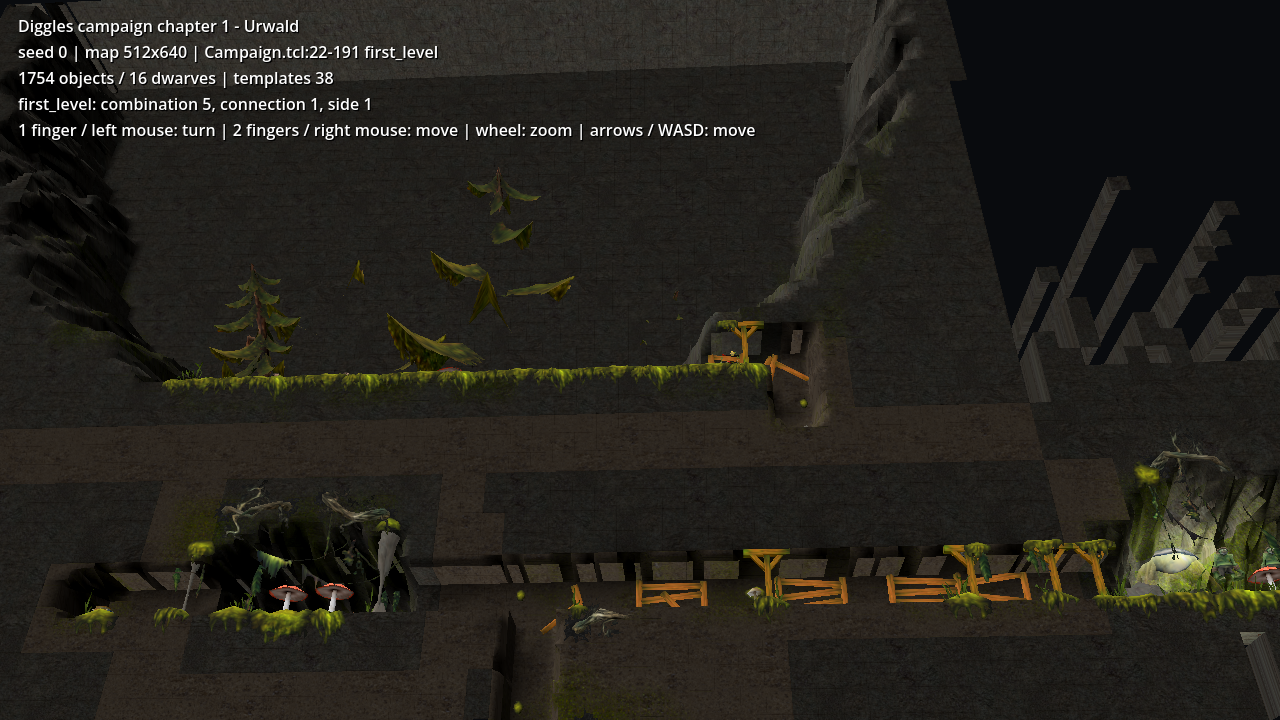 Diggles campaign chapter 1 - Urwald
seed 0 | map 512x640 | Campaign.tcl:22-191 first_level
1754 objects / 16 dwarves | templates 38
first_level: combination 5, connection 1, side 1
1 finger / left mouse: turn | 2 fingers / right mouse: move | wheel: zoom | arrows / WASD: move